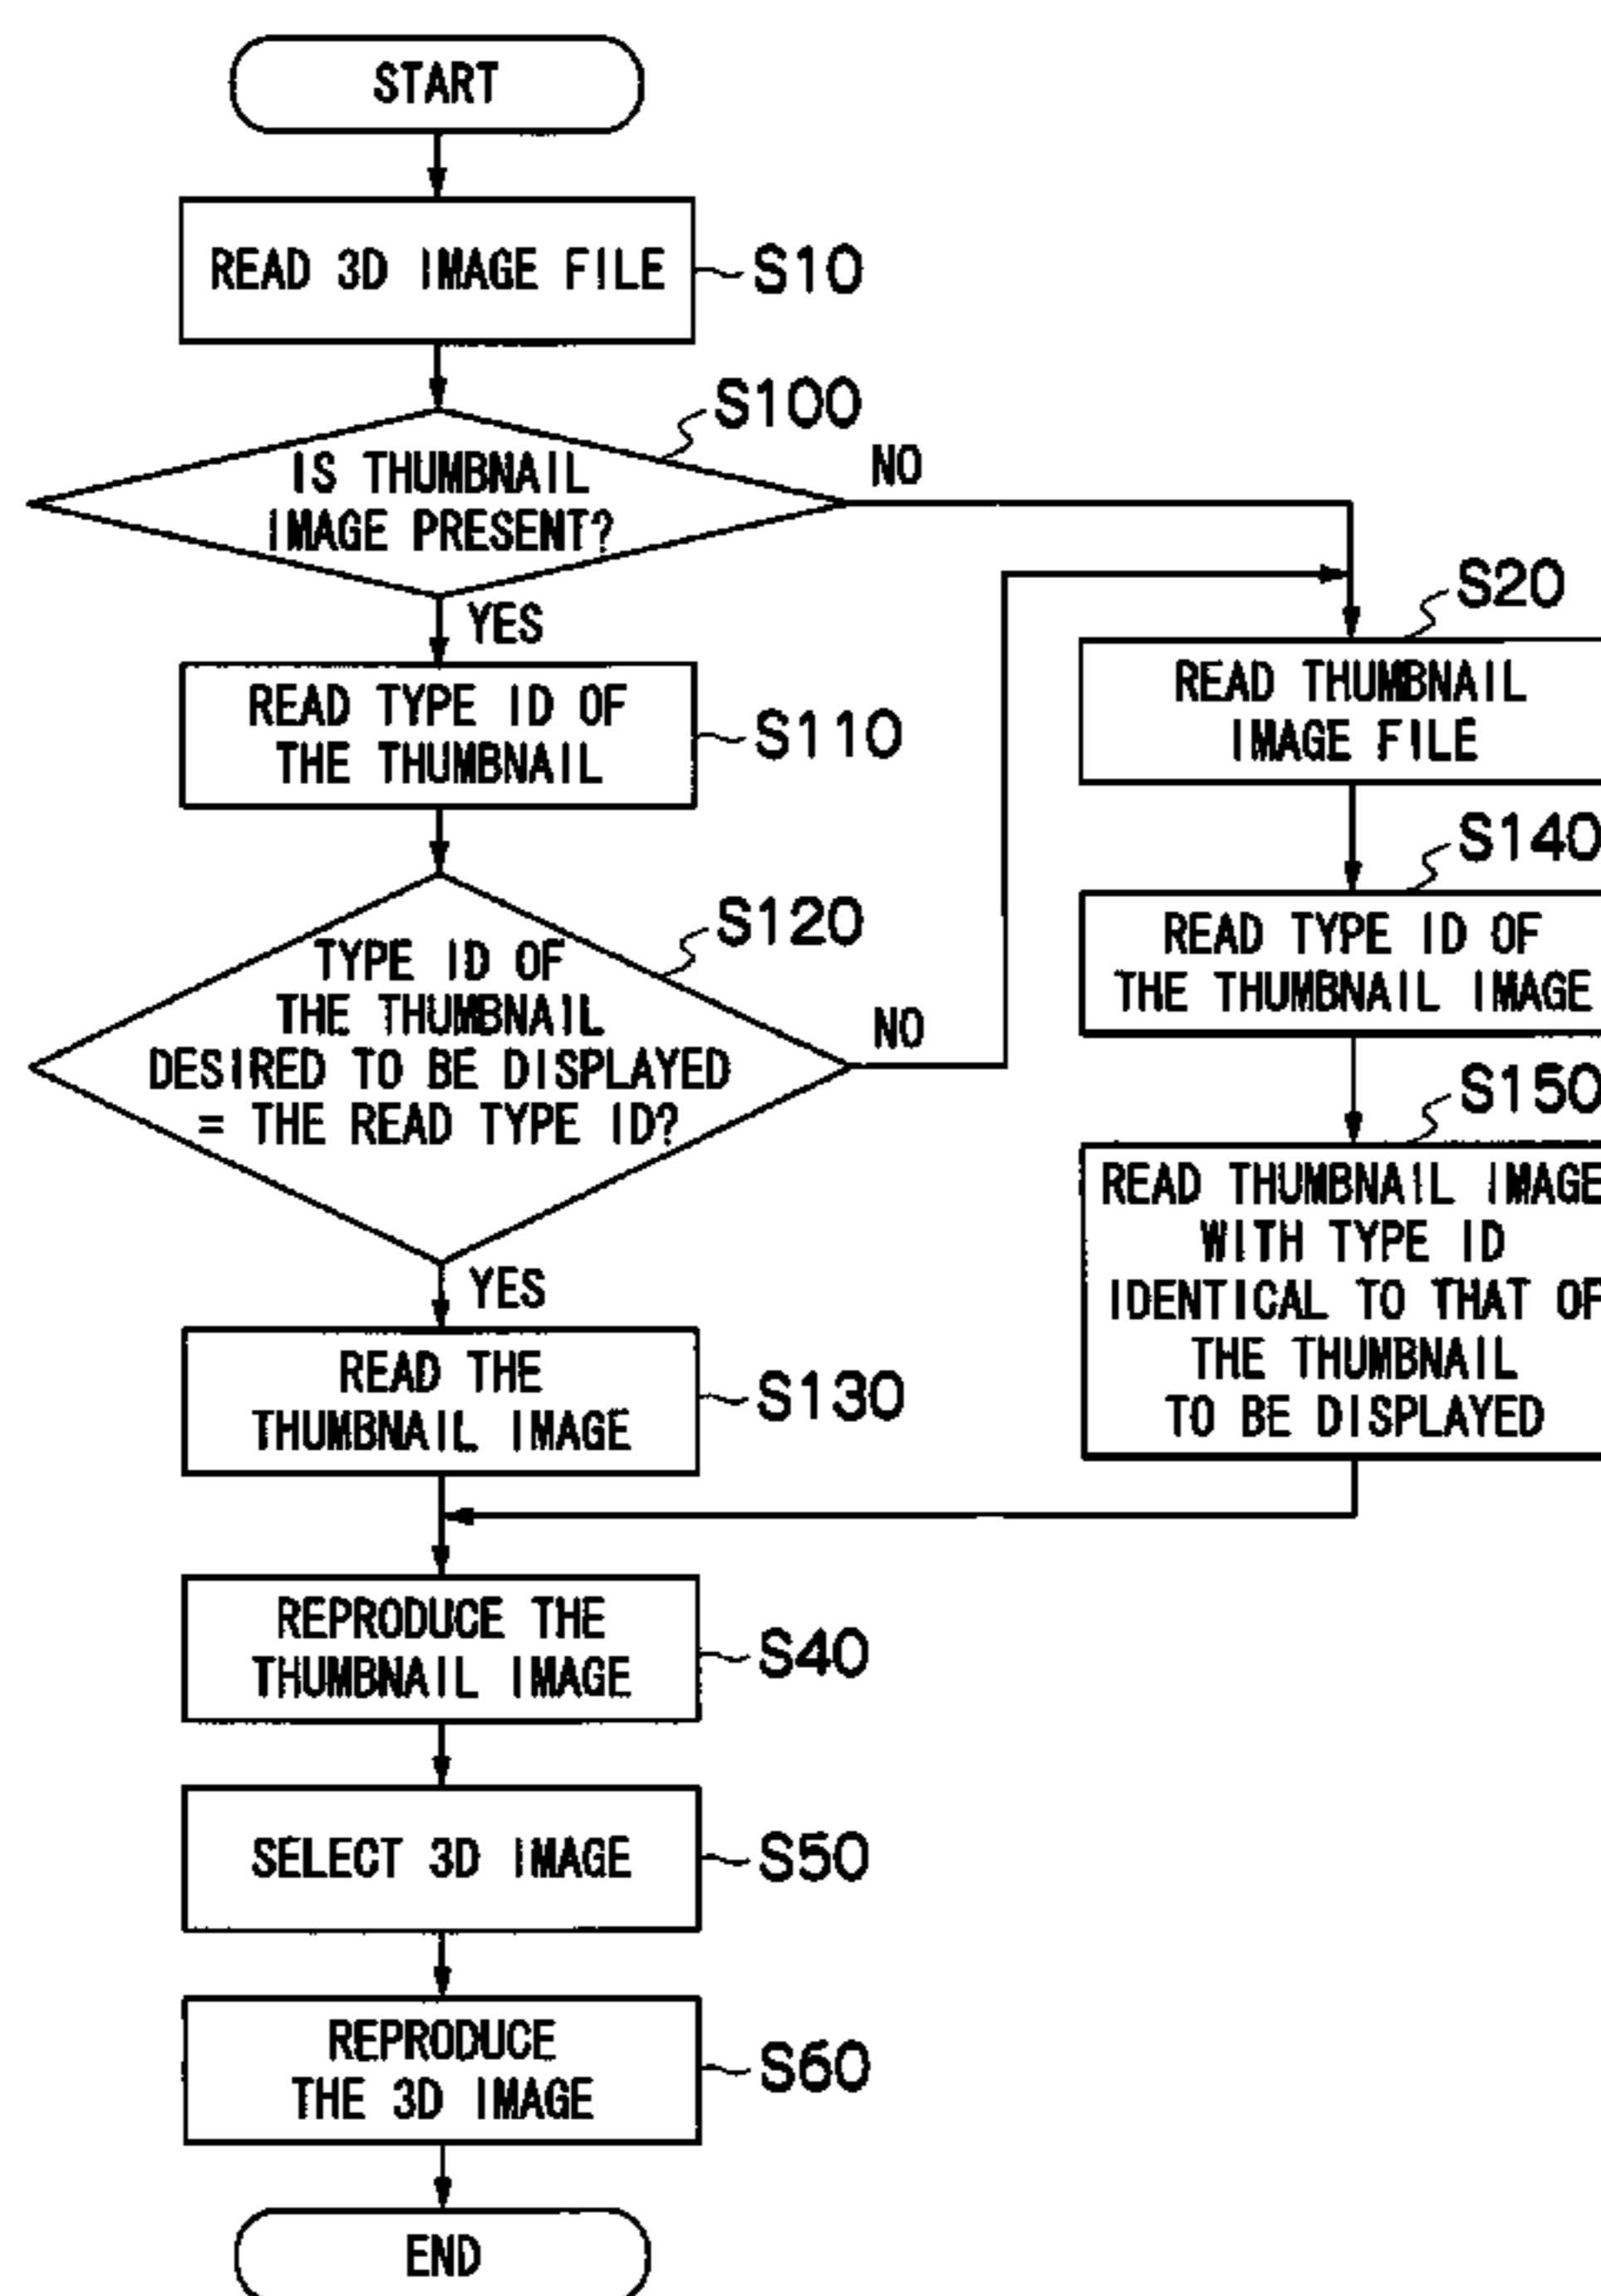 START
READ 3D IMAGE FILE
S10
S100
IS THUMBNAIL
IMAGE PRESENT?
NO
YES
READ TYPE ID OF
THE THUMBNAIL
S110
S120
TYPE ID OF
THE THUMBNAIL
DESIRED TO BE DISPLAYED
= THE READ TYPE ID?
NO
YES
READ THE
THUMBNAIL IMAGE
S130
S20
READ THUMBNAIL
IMAGE FILE
S140
READ TYPE ID OF
THE THUMBNAIL IMAGE
S150
READ THUMBNAIL IMAGE
WITH TYPE ID
IDENTICAL TO THAT OF
THE THUMBNAIL
TO BE DISPLAYED
REPRODUCE THE
THUMBNAIL IMAGE
S40
SELECT 3D IMAGE
S50
REPRODUCE
THE 3D IMAGE
S60
END